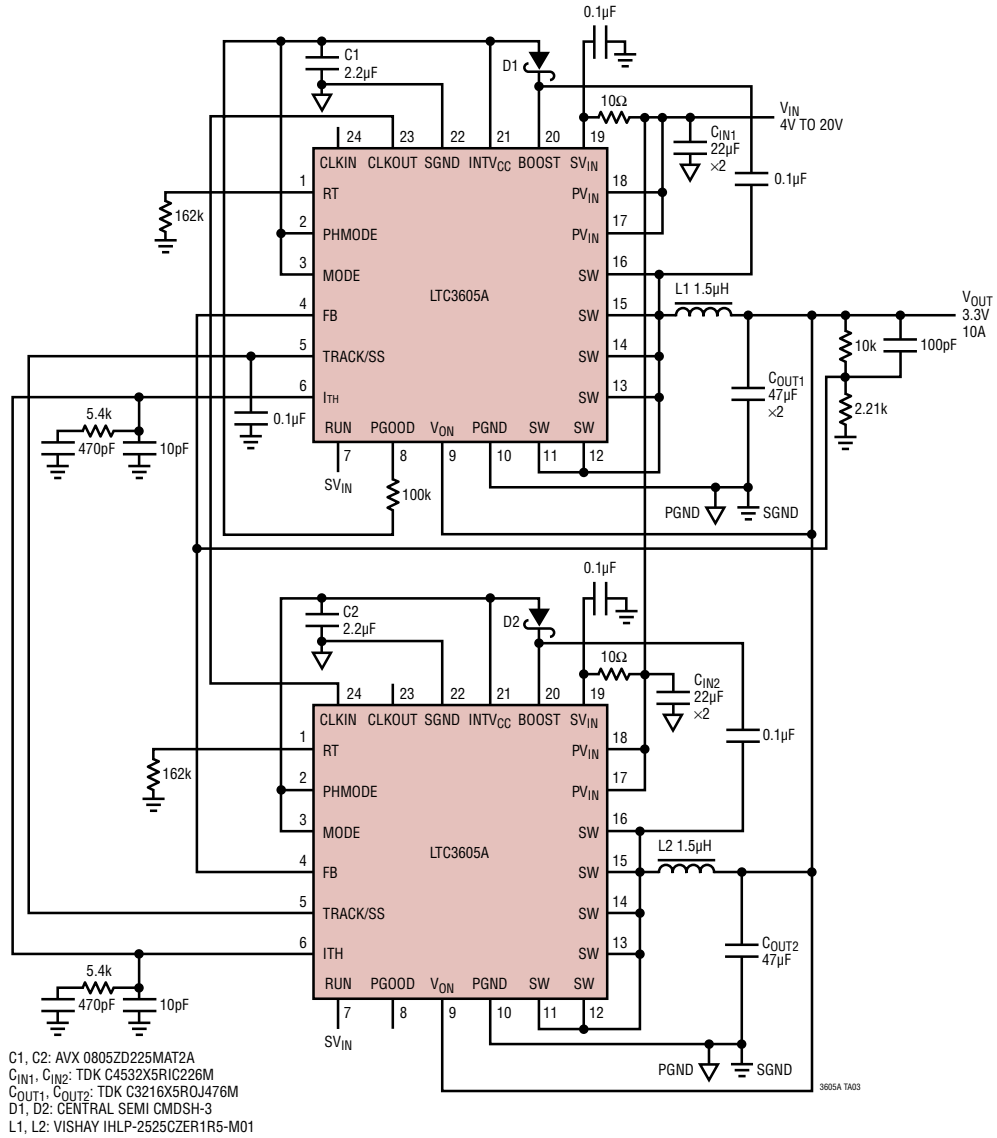 0.1µF
C1
2.2µF
D1
10Ω
VIN
4V TO 20V
CIN1
22µF
×2
0.1µF
24 23 22 21 20 19
CLKIN CLKOUT SGND INTVCC BOOST SVIN
1 RT
162k
2 PHMODE
3 MODE
4 FB
5 TRACK/SS
6 ITH
LTC3605A
PVIN 18
PVIN 17
SW 16
SW 15
SW 14
SW 13
L1 1.5µH
VOUT
3.3V
10A
10k
100pF
2.21k
COUT1
47µF
×2
5.4k
470pF
10pF
0.1µF
RUN PGOOD VON PGND SW SW
7 8 9 10 11 12
SVIN
100k
PGND
SGND
0.1µF
C2
2.2µF
D2
10Ω
CIN2
22µF
×2
0.1µF
24 23 22 21 20 19
CLKIN CLKOUT SGND INTVCC BOOST SVIN
1 RT
162k
2 PHMODE
3 MODE
4 FB
5 TRACK/SS
6 ITH
LTC3605A
PVIN 18
PVIN 17
SW 16
SW 15
SW 14
SW 13
L2 1.5µH
COUT2
47µF
5.4k
470pF
10pF
RUN PGOOD VON PGND SW SW
7 8 9 10 11 12
SVIN
PGND
SGND
3605A TA03
C1, C2: AVX 0805ZD225MAT2A
CIN1, CIN2: TDK C4532X5RIC226M
COUT1, COUT2: TDK C3216X5ROJ476M
D1, D2: CENTRAL SEMI CMDSH-3
L1, L2: VISHAY IHLP-2525CZER1R5-M01